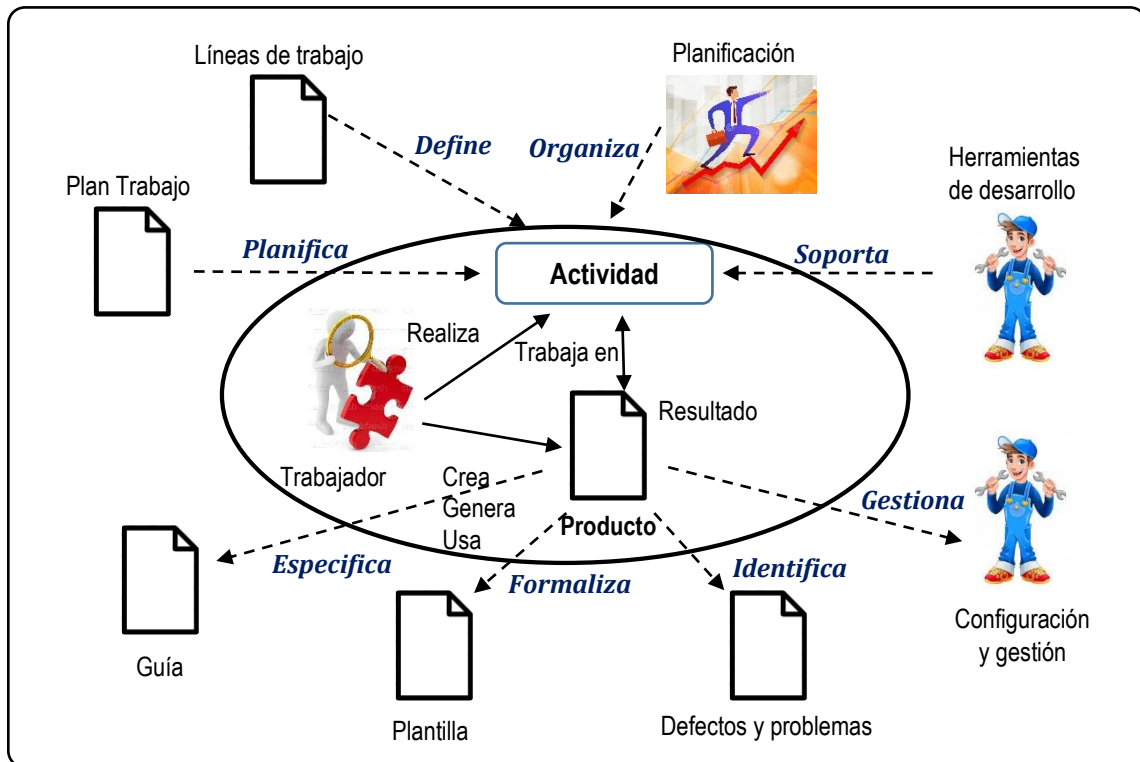 Líneas de trabajo
Planificación
Define
Organiza
Herramientas
de desarrollo
Plan Trabajo
Planifica
Actividad
Soporta
Realiza
Trabaja en
Resultado
Trabajador
Crea
Genera
Usa
Producto
Gestiona
Especifica
Formaliza
Identifica
Guía
Plantilla
Defectos y problemas
Configuración
y gestión